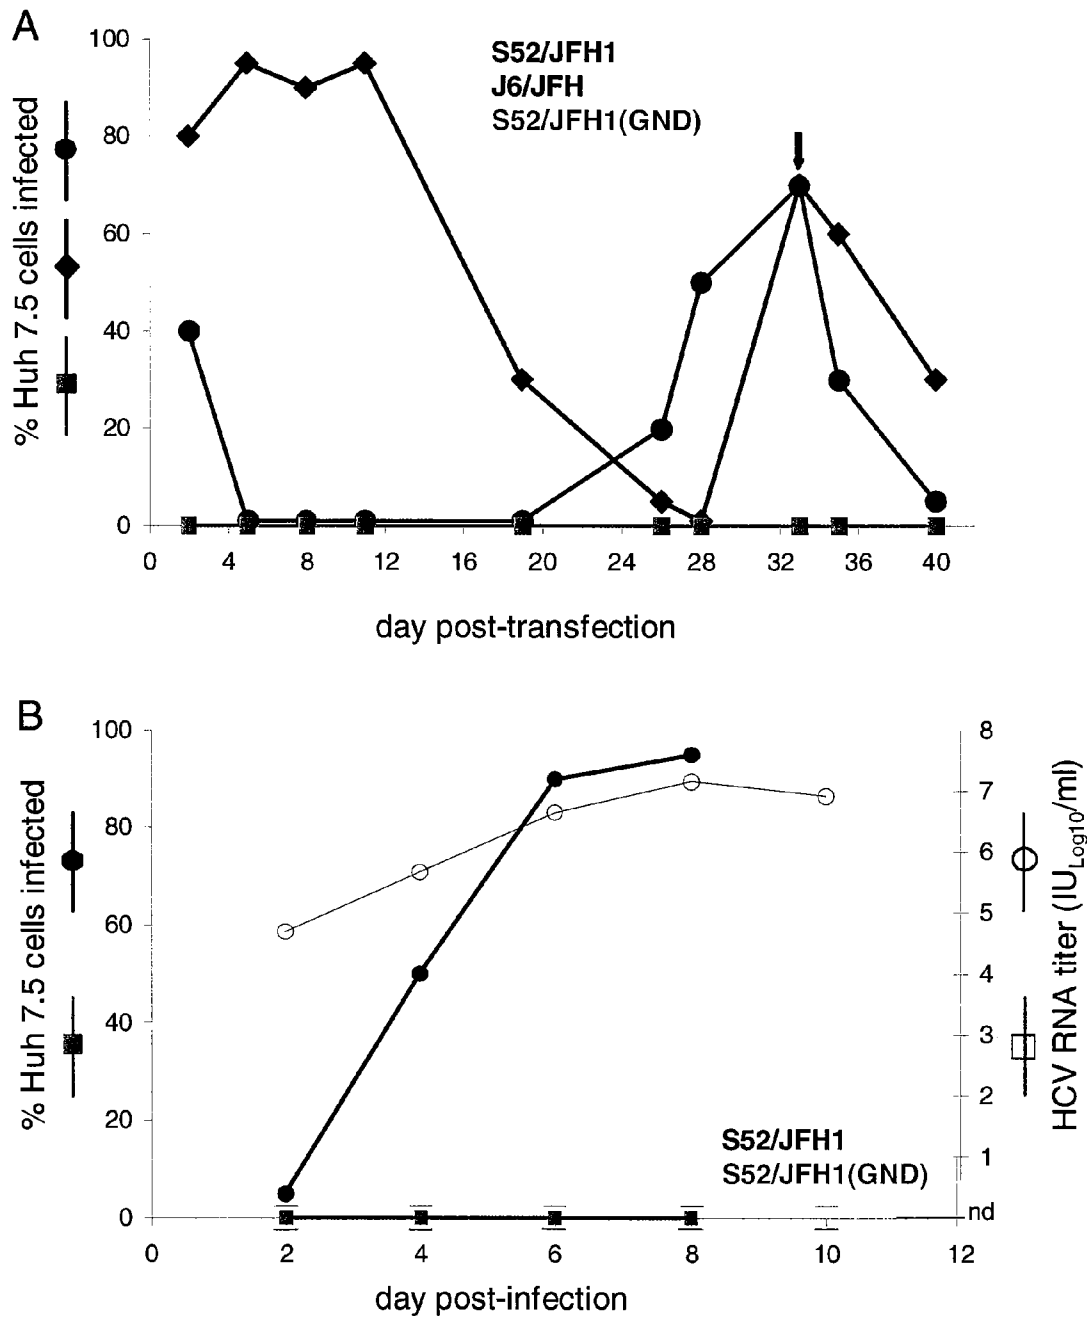 A
S52/JFH1
J6/JFH
S52/JFH1(GND)
% Huh 7.5 cells infected
100
80
60
40
20
0
0 4 8 12 16 20 24 28 32 36 40
day post-transfection
B
% Huh 7.5 cells infected
100
80
60
40
20
0
S52/JFH1
S52/JFH1(GND)
8
7
6
5
4
3
2
1
nd
HCV RNA titer (IULog10/ml)
0 2 4 6 8 10 12
day post-infection